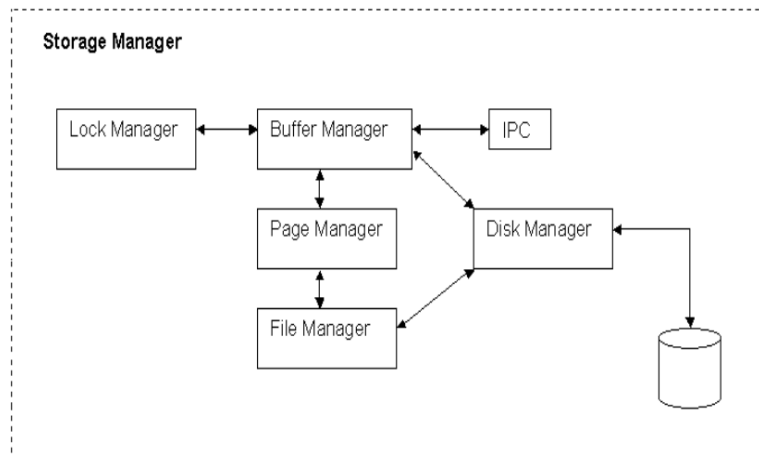 Storage Manager
Lock Manager
Buffer Manager
IPC
Page Manager
Disk Manager
File Manager